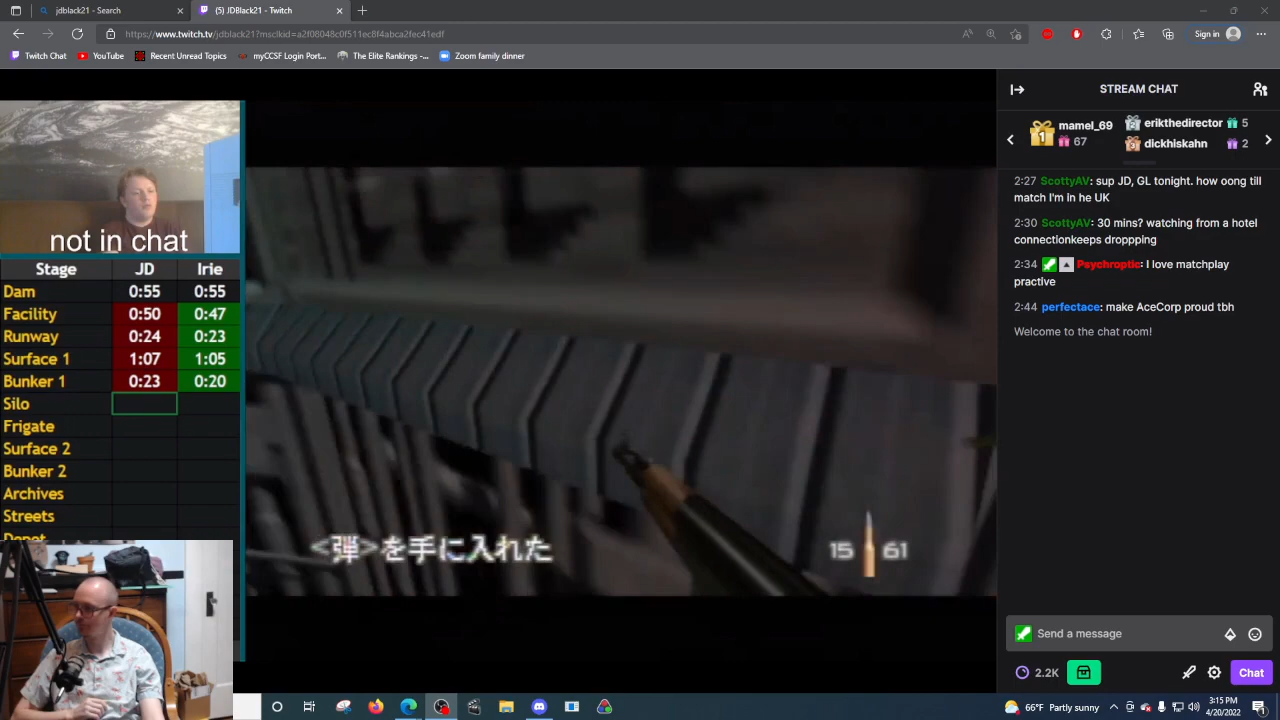 jdblack21 - Search
(5) JDBlack21 - Twitch
https://www.twitch.tv/jdblack21?msclkid=a2f08048c0f511ec8f4abca2fec41edf
Sign in
Twitch Chat
YouTube
Recent Unread Topics
myCCSF Login Port...
The Elite Rankings -...
Zoom family dinner
not in chat
Stage JD Irie
Dam 0:55 0:55
Facility 0:50 0:47
Runway 0:24 0:23
Surface 1 1:07 1:05
Bunker 1 0:23 0:20
Silo
Frigate
Surface 2
Bunker 2
Archives
Streets
Depot
<弾>を手に入れた
15 61
STREAM CHAT
1 mamel_69 67
2 erikthedirector 5
3 dickhiskahn 2
2:27 ScottyAV: sup JD, GL tonight. how oong till
match I'm in he UK
2:30 ScottyAV: 30 mins? watching from a hotel
connectionkeeps droppping
2:34 Psychroptic: I love matchplay
practive
2:44 perfectace: make AceCorp proud tbh
Welcome to the chat room!
Send a message
2.2K
Chat
66°F Partly sunny
3:15 PM
4/20/2022